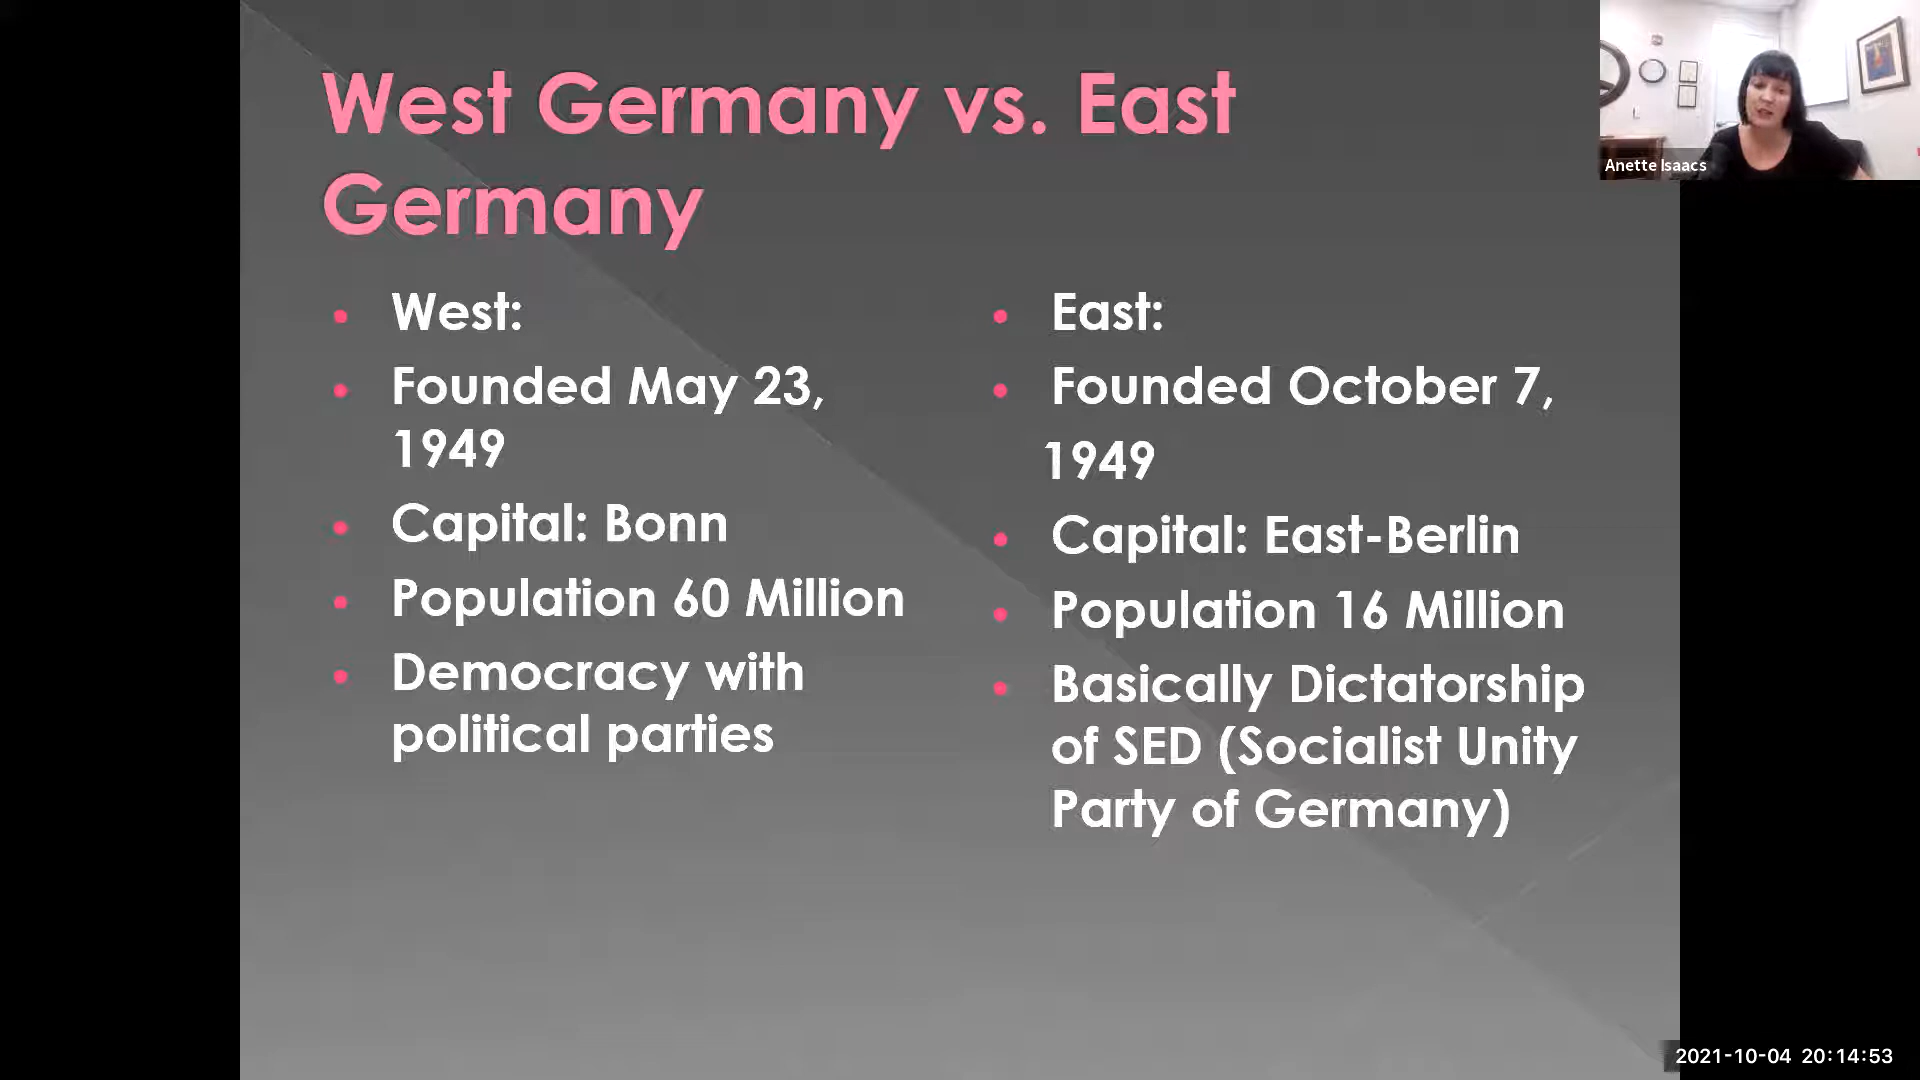 West Germany vs. East
Germany
• West:
• Founded May 23,
1949
• Capital: Bonn
• Population 60 Million
• Democracy with
political parties
• East:
• Founded October 7,
1949
• Capital: East-Berlin
• Population 16 Million
• Basically Dictatorship
of SED (Socialist Unity
Party of Germany)
Anette Isaacs
2021-10-04 20:14:53